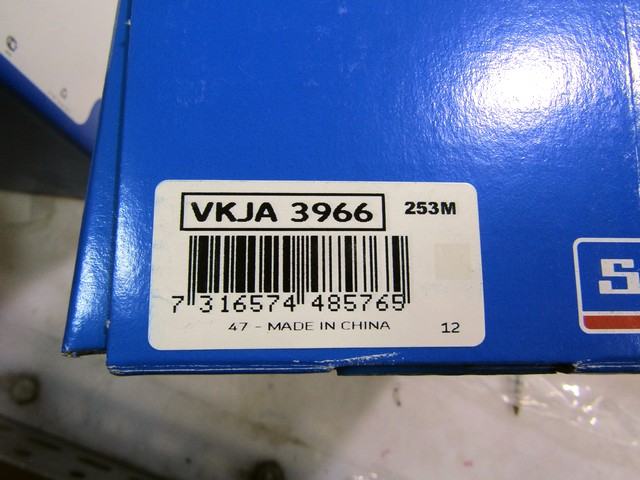 VKJA 3966 253M
7 316574 485765
47 - MADE IN CHINA 12
S